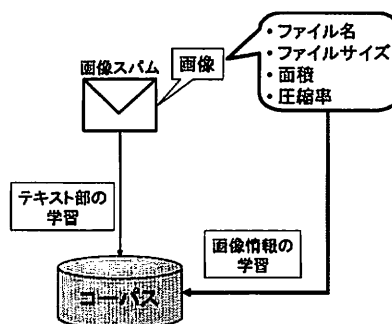 ・ファイル名
・ファイルサイズ
・面積
・圧縮率
画像スパム
画像
テキスト部の
学習
画像情報の
学習
コーパス